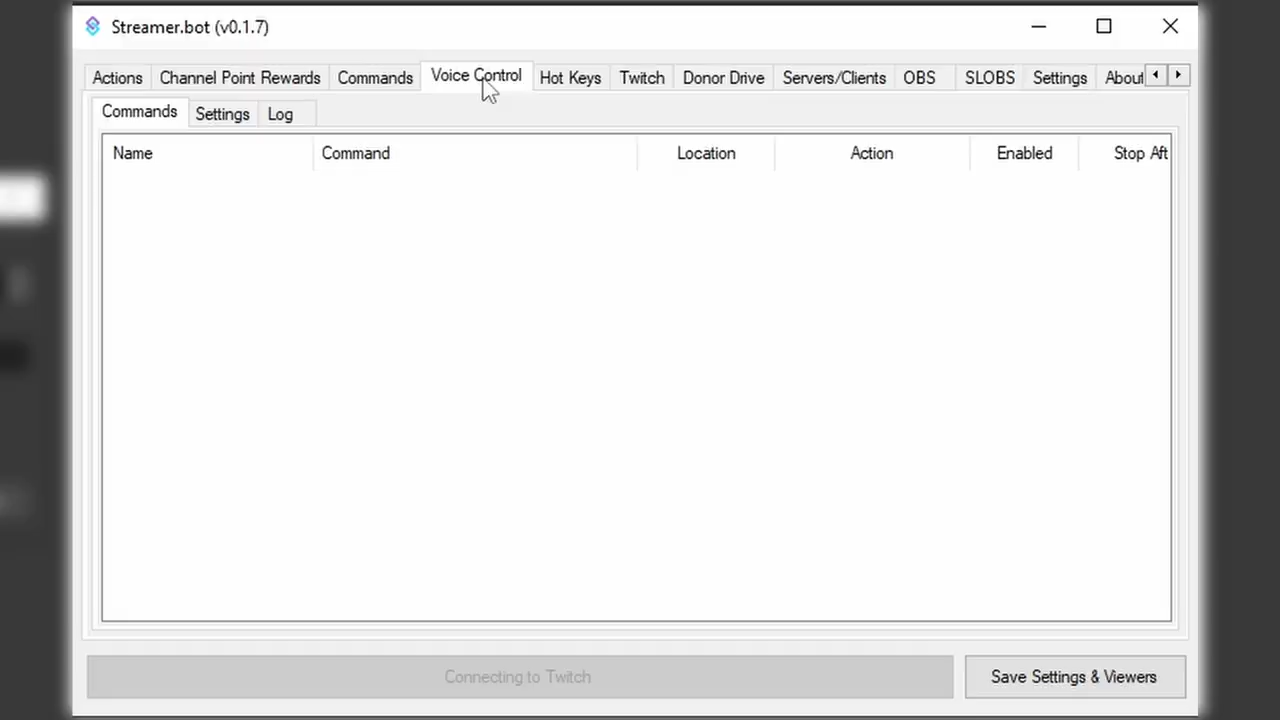 Streamer.bot (v0.1.7)
Actions Channel Point Rewards Commands Voice Control Hot Keys Twitch Donor Drive Servers/Clients OBS SLOBS Settings About
Commands Settings Log
Name Command Location Action Enabled Stop Aft
Connecting to Twitch Save Settings & Viewers